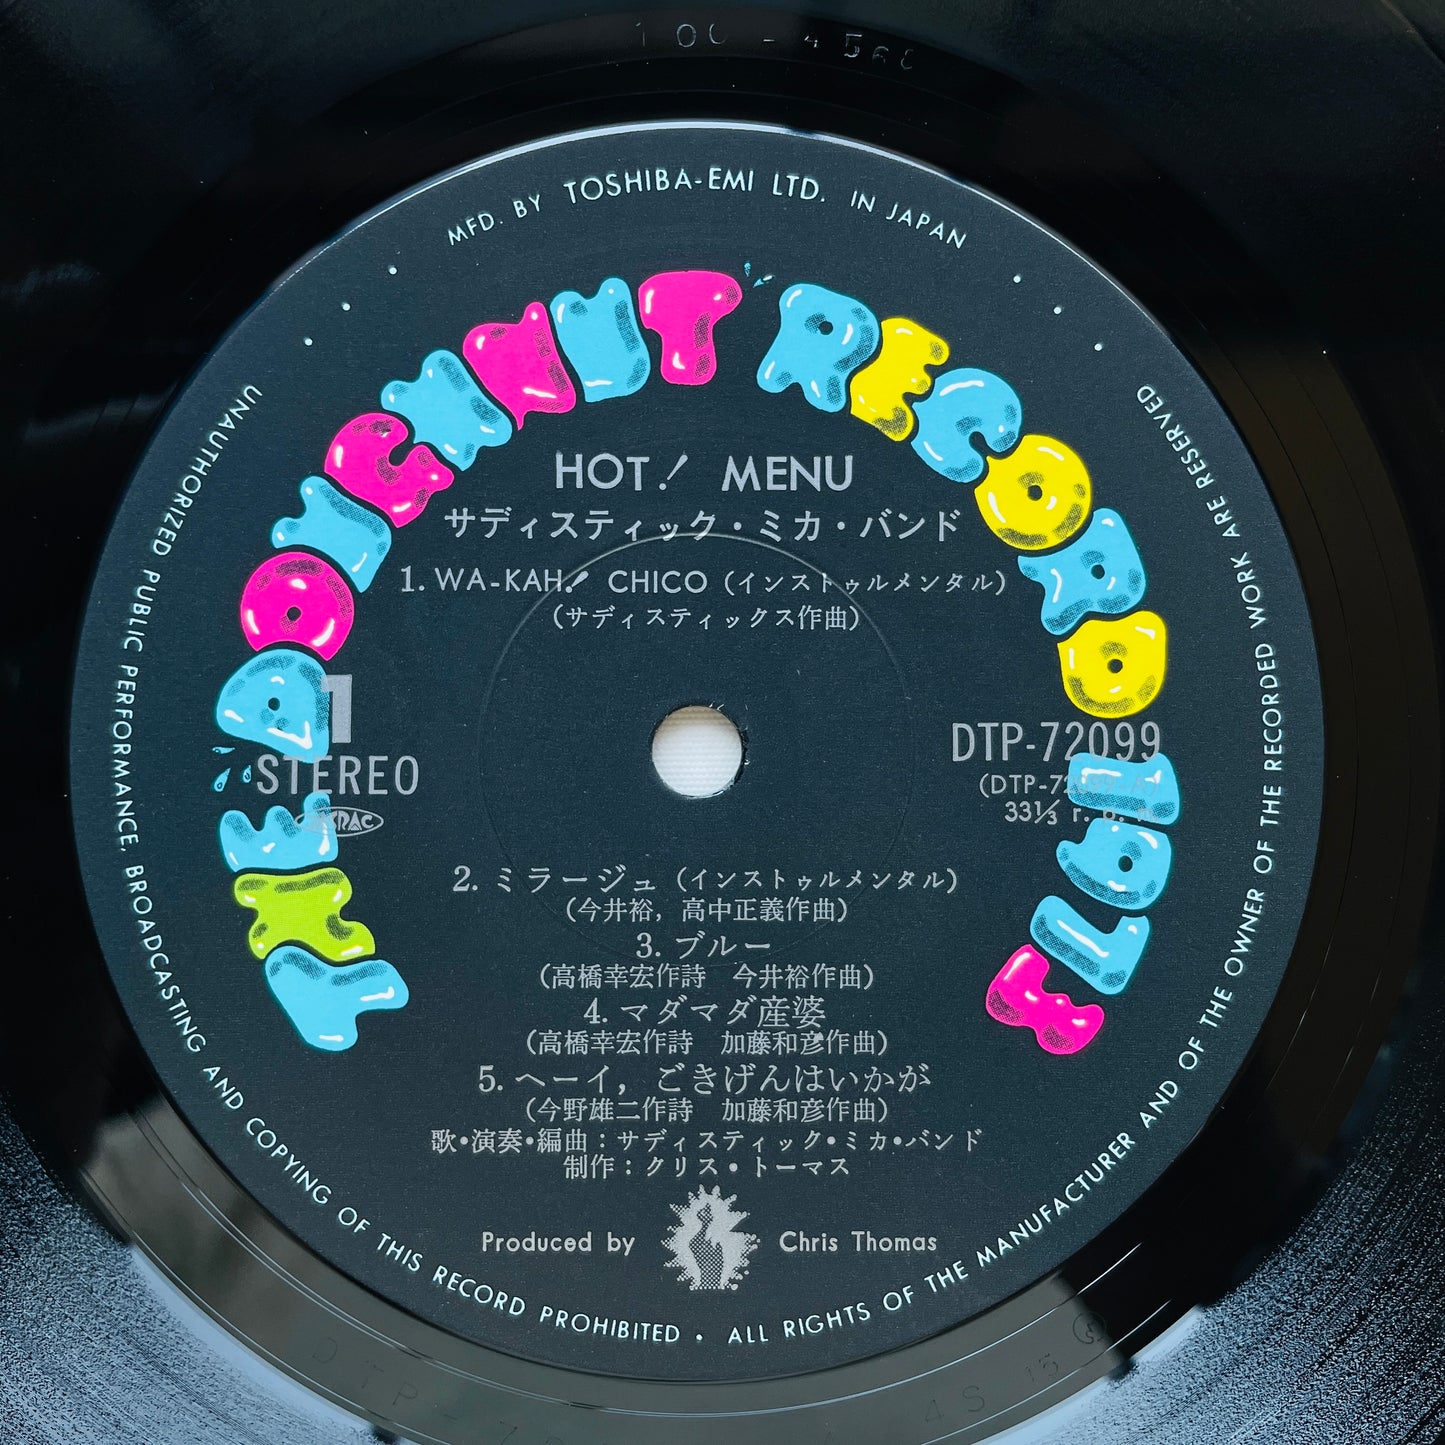 MFD. BY TOSHIBA-EMI LTD. IN JAPAN
DOUGHNUT RECORD
HOT! MENU
サディスティック・ミカ・バンド
1. WA-KAH! CHICO (インストゥルメンタル)
(サディスティックス作曲)
1
STEREO
JASRAC
DTP-72099
(DTP-72099-A)
33⅓ r. p. m.
2. ミラージュ (インストゥルメンタル)
(今井裕, 高中正義作曲)
3. ブルー
(高橋幸宏作詩 今井裕作曲)
4. マダマダ産婆
(高橋幸宏作詩 加藤和彦作曲)
5. ヘーイ, ごきげんはいかが
(今野雄二作詩 加藤和彦作曲)
歌•演奏•編曲：サディスティック•ミカ•バンド
制作：クリス・トーマス
Produced by Chris Thomas
UNAUTHORIZED PUBLIC PERFORMANCE, BROADCASTING AND COPYING OF THIS RECORD PROHIBITED • ALL RIGHTS OF THE MANUFACTURER AND OF THE OWNER OF THE RECORDED WORK ARE RESERVED
4S 15